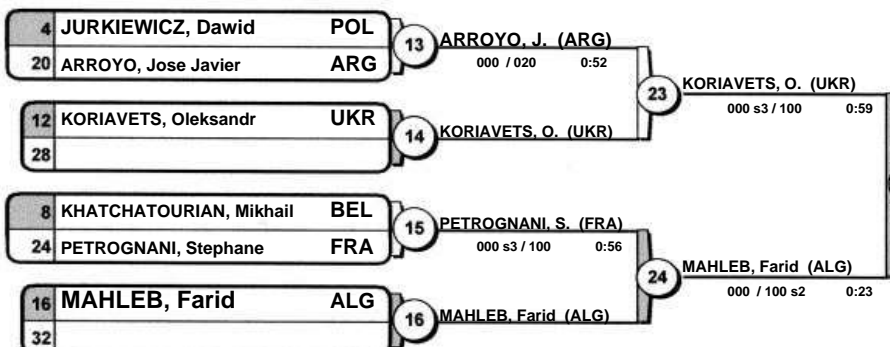 4 JURKIEWICZ, Dawid POL
20 ARROYO, Jose Javier ARG
13
ARROYO, J. (ARG)
000 / 020 0:52
12 KORIAVETS, Oleksandr UKR
28
14
KORIAVETS, O. (UKR)
23
KORIAVETS, O. (UKR)
000 s3 / 100 0:59
8 KHATCHATOURIAN, Mikhail BEL
24 PETROGNANI, Stephane FRA
15
PETROGNANI, S. (FRA)
000 s3 / 100 0:56
16 MAHLEB, Farid ALG
32
16
MAHLEB, Farid (ALG)
24
MAHLEB, Farid (ALG)
000 / 100 s2 0:23